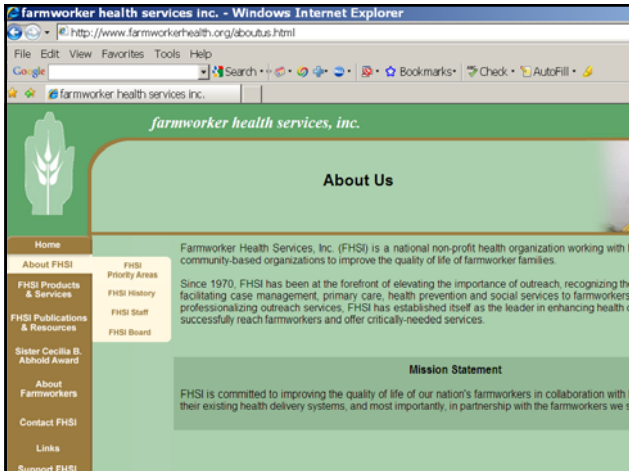 farmworker health services inc. - Windows Internet Explorer
http://www.farmworkerhealth.org/aboutus.html
File Edit View Favorites Tools Help
Google Search Bookmarks Check AutoFill
farmworker health services inc.
farmworker health services, inc.
About Us
Home
About FHSI
FHSI Products
& Services
FHSI Publications
& Resources
Sister Cecilia B.
Abhold Award
About
Farmworkers
Contact FHSI
Links
Support FHSI
FHSI
Priority Areas
FHSI History
FHSI Staff
FHSI Board
Farmworker Health Services, Inc. (FHSI) is a national non-profit health organization working with
community-based organizations to improve the quality of life of farmworker families.
Since 1970, FHSI has been at the forefront of elevating the importance of outreach, recognizing the
facilitating case management, primary care, health prevention and social services to farmworkers
professionalizing outreach services, FHSI has established itself as the leader in enhancing health
successfully reach farmworkers and offer critically-needed services.
Mission Statement
FHSI is committed to improving the quality of life of our nation's farmworkers in collaboration with
their existing health delivery systems, and most importantly, in partnership with the farmworkers we